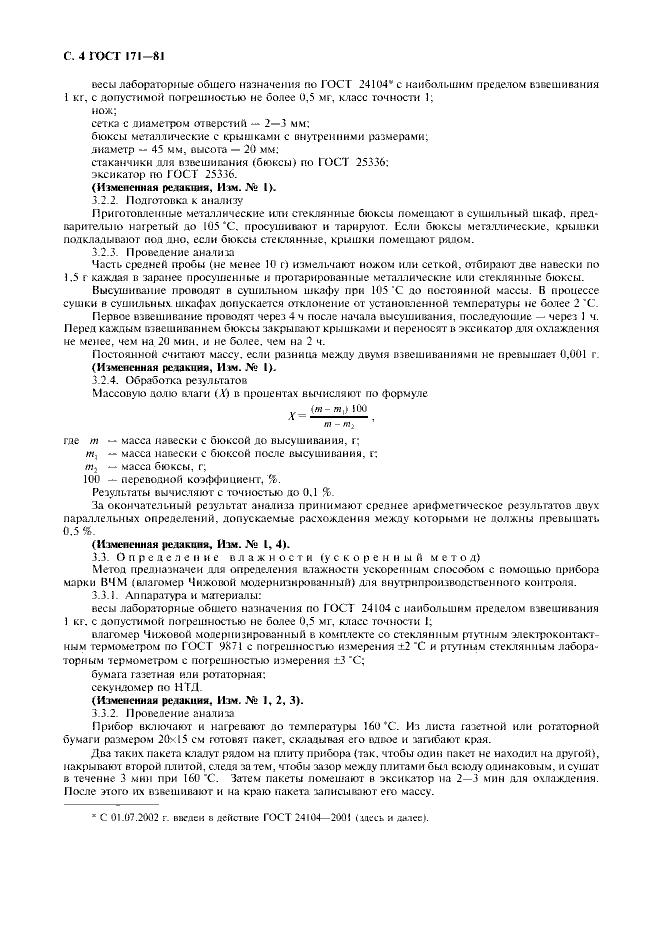 С. 4 ГОСТ 171—81
весы лабораторные общего назначения по ГОСТ 24104* с наибольшим пределом взвешивания
1 кг, с допустимой погрешностью не более 0,5 мг, класс точности 1;
нож;
сетка с диаметром отверстий — 2—3 мм;
бюксы металлические с крышками с внутренними размерами;
диаметр — 45 мм, высота — 20 мм;
стаканчики для взвешивания (бюксы) по ГОСТ 25336;
эксикатор по ГОСТ 25336.
(Измененная редакция, Изм. № 1).
3.2.2. Подготовка к анализу
Приготовленные металлические или стеклянные бюксы помещают в сушильный шкаф, пред-
варительно нагретый до 105 °С, просушивают и тарируют. Если бюксы металлические, крышки
подкладывают под дно, если бюксы стеклянные, крышки помещают рядом.
3.2.3. Проведение анализа
Часть средней пробы (не менее 10 г) измельчают ножом или сеткой, отбирают две навески по
1,5 г каждая в заранее просушенные и протарированные металлические или стеклянные бюксы.
Высушивание проводят в сушильном шкафу при 105 °С до постоянной массы. В процессе
сушки в сушильных шкафах допускается отклонение от установленной температуры не более 2 °С.
Первое взвешивание проводят через 4 ч после начала высушивания, последующие — через 1 ч.
Перед каждым взвешиванием бюксы закрывают крышками и переносят в эксикатор для охлаждения
не менее, чем на 20 мин, и не более, чем на 2 ч.
Постоянной считают массу, если разница между двумя взвешиваниями не превышает 0,001 г.
(Измененная редакция, Изм. № 1).
3.2.4. Обработка результатов
Массовую долю влаги (X) в процентах вычисляют по формуле
X = (m − m₁) 100 / m − m₂ ,
где m — масса навески с бюксой до высушивания, г;
m₁ — масса навески с бюксой после высушивания, г;
m₂ — масса бюксы, г;
100 — переводной коэффициент, %.
Результаты вычисляют с точностью до 0,1 %.
За окончательный результат анализа принимают среднее арифметическое результатов двух
параллельных определений, допускаемые расхождения между которыми не должны превышать
0,5 %.
(Измененная редакция, Изм. № 1, 4).
3.3. Определение влажности (ускоренный метод)
Метод предназначен для определения влажности ускоренным способом с помощью прибора
марки ВЧМ (влагомер Чижовой модернизированный) для внутрипроизводственного контроля.
3.3.1. Аппаратура и материалы:
весы лабораторные общего назначения по ГОСТ 24104 с наибольшим пределом взвешивания
1 кг, с допустимой погрешностью не более 0,5 мг, класс точности 1;
влагомер Чижовой модернизированный в комплекте со стеклянным ртутным электроконтакт-
ным термометром по ГОСТ 9871 с погрешностью измерения ±2 °С и ртутным стеклянным лабора-
торным термометром с погрешностью измерения ±3 °С;
бумага газетная или ротаторная;
секундомер по НТД.
(Измененная редакция, Изм. № 1, 2, 3).
3.3.2. Проведение анализа
Прибор включают и нагревают до температуры 160 °С. Из листа газетной или ротаторной
бумаги размером 20×15 см готовят пакет, складывая его вдвое и загибают края.
Два таких пакета кладут рядом на плиту прибора (так, чтобы один пакет не находил на другой),
накрывают второй плитой, следя за тем, чтобы зазор между плитами был всюду одинаковым, и сушат
в течение 3 мин при 160 °С. Затем пакеты помещают в эксикатор на 2—3 мин для охлаждения.
После этого их взвешивают и на краю пакета записывают его массу.
* С 01.07.2002 г. введен в действие ГОСТ 24104—2001 (здесь и далее).